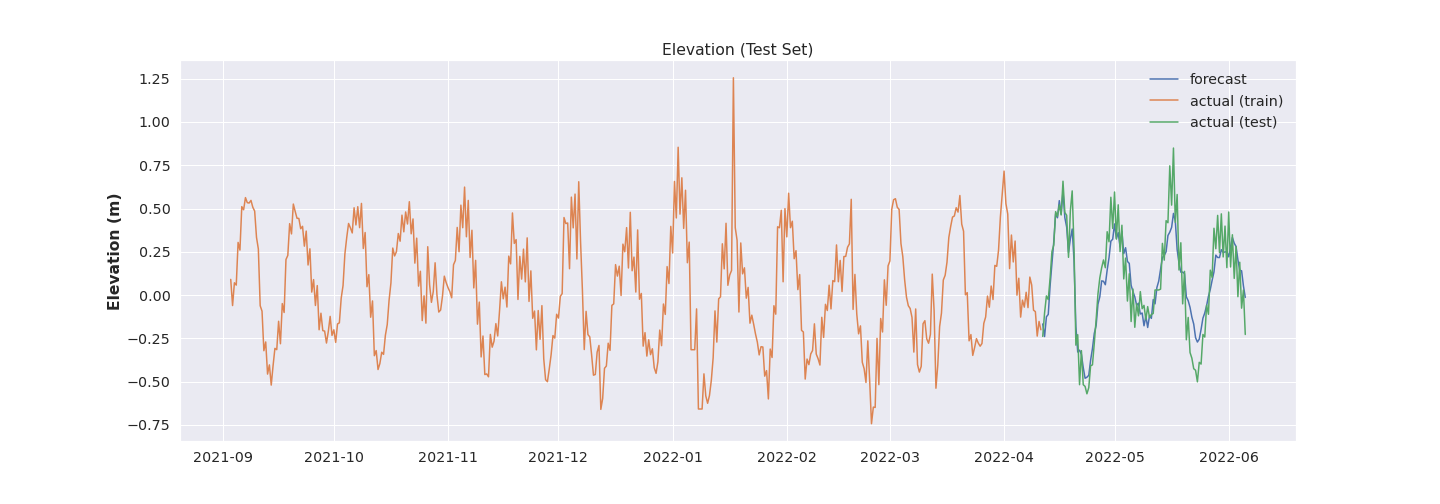 Elevation (Test Set)
forecast
actual (train)
actual (test)
Elevation (m)
1.25
1.00
0.75
0.50
0.25
0.00
−0.25
−0.50
−0.75
2021-09 2021-10 2021-11 2021-12 2022-01 2022-02 2022-03 2022-04 2022-05 2022-06